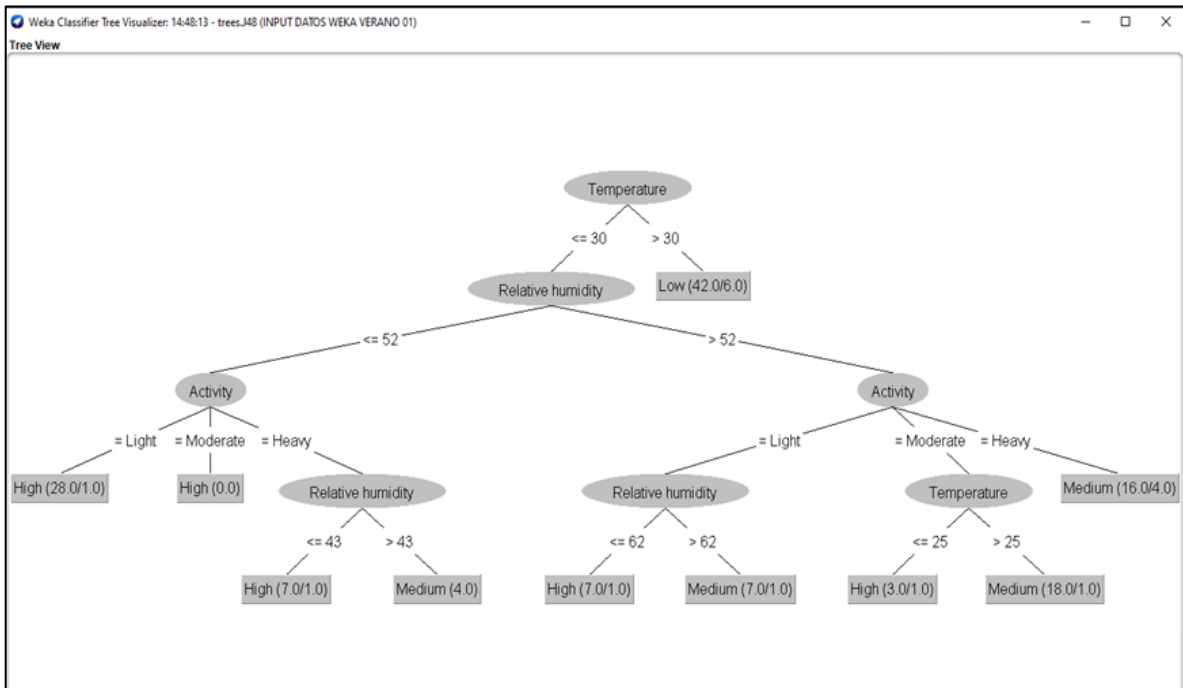 Weka Classifier Tree Visualizer: 14:48:13 - trees.J48 (INPUT DATOS WEKA VERANO 01)
Tree View
Temperature
<= 30 > 30
Relative humidity Low (42.0/6.0)
<= 52 > 52
Activity Activity
= Light = Moderate = Heavy = Light = Moderate = Heavy
High (28.0/1.0) High (0.0) Relative humidity Relative humidity Temperature Medium (16.0/4.0)
<= 43 > 43 <= 62 > 62 <= 25 > 25
High (7.0/1.0) Medium (4.0) High (7.0/1.0) Medium (7.0/1.0) High (3.0/1.0) Medium (18.0/1.0)